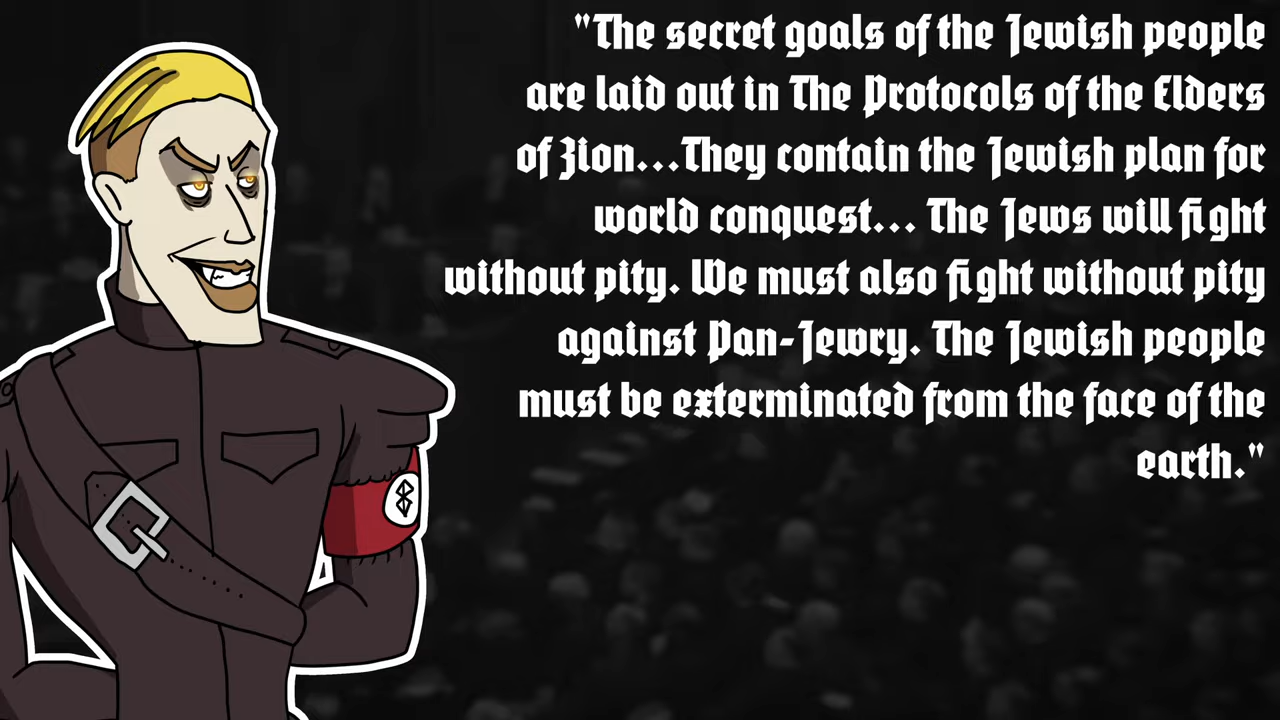 "The secret goals of the Jewish people
are laid out in The Protocols of the Elders
of Zion...They contain the Jewish plan for
world conquest... The Jews will fight
without pity. We must also fight without pity
against Pan-Jewry. The Jewish people
must be exterminated from the face of the
earth."